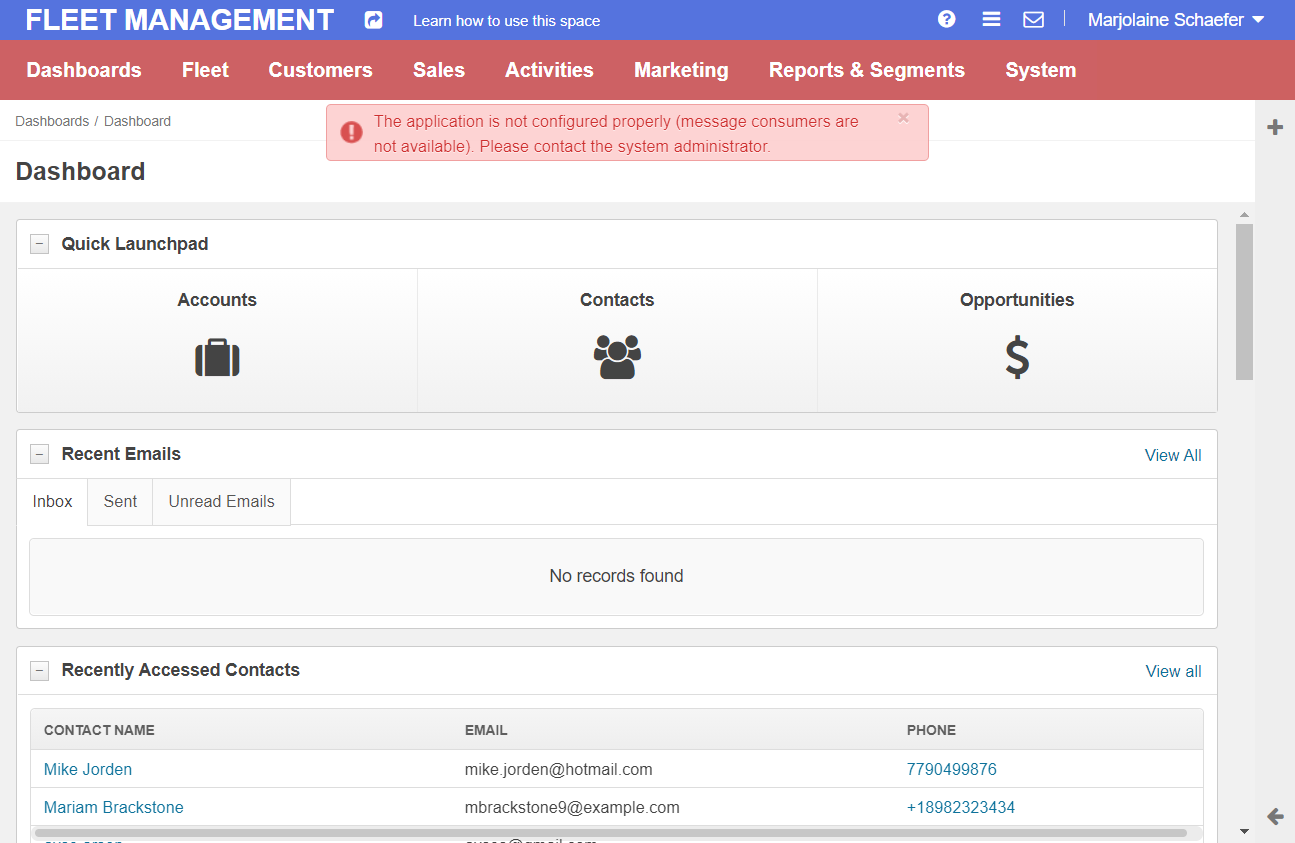 FLEET MANAGEMENT
Learn how to use this space
Marjolaine Schaefer
Dashboards
Fleet
Customers
Sales
Activities
Marketing
Reports & Segments
System
Dashboards / Dashboard
The application is not configured properly (message consumers are
not available). Please contact the system administrator.
×
Dashboard
Quick Launchpad
Accounts
Contacts
Opportunities
Recent Emails
View All
Inbox
Sent
Unread Emails
No records found
Recently Accessed Contacts
View all
CONTACT NAME
EMAIL
PHONE
Mike Jorden
mike.jorden@hotmail.com
7790499876
Mariam Brackstone
mbrackstone9@example.com
+18982323434